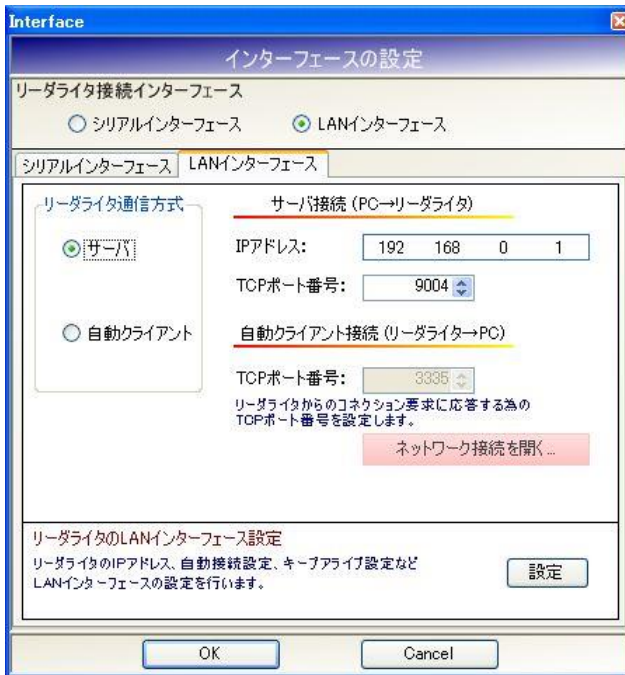 Interface
インターフェースの設定
リーダライタ接続インターフェース
シリアルインターフェース LANインターフェース
シリアルインターフェース LANインターフェース
リーダライタ通信方式
サーバ
自動クライアント
サーバ接続 (PC→リーダライタ)
IPアドレス: 192 168 0 1
TCPポート番号: 9004
自動クライアント接続 (リーダライタ→PC)
TCPポート番号: 3335
リーダライタからのコネクション要求に応答する為の
TCPポート番号を設定します。
ネットワーク接続を開く...
リーダライタのLANインターフェース設定
リーダライタのIPアドレス、自動接続設定、キープアライブ設定など
LANインターフェースの設定を行います。
設定
OK Cancel